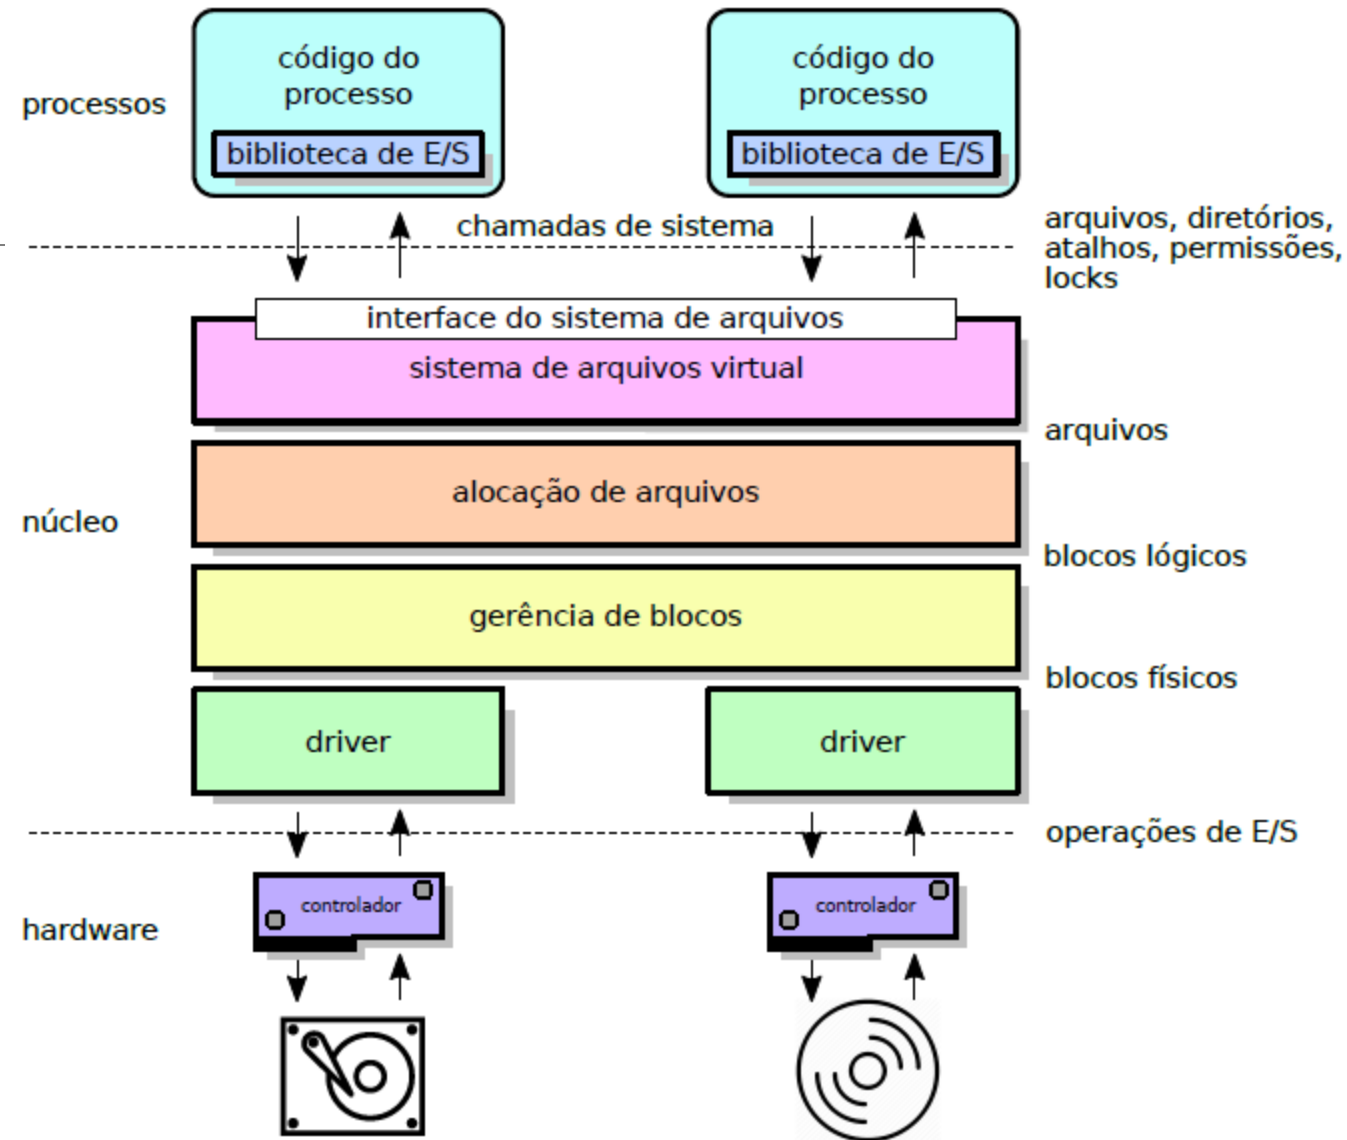 código do
processo
código do
processo
processos
biblioteca de E/S
biblioteca de E/S
chamadas de sistema
arquivos, diretórios,
atalhos, permissões,
locks
interface do sistema de arquivos
sistema de arquivos virtual
arquivos
alocação de arquivos
núcleo
blocos lógicos
gerência de blocos
blocos físicos
driver
driver
operações de E/S
controlador
controlador
hardware